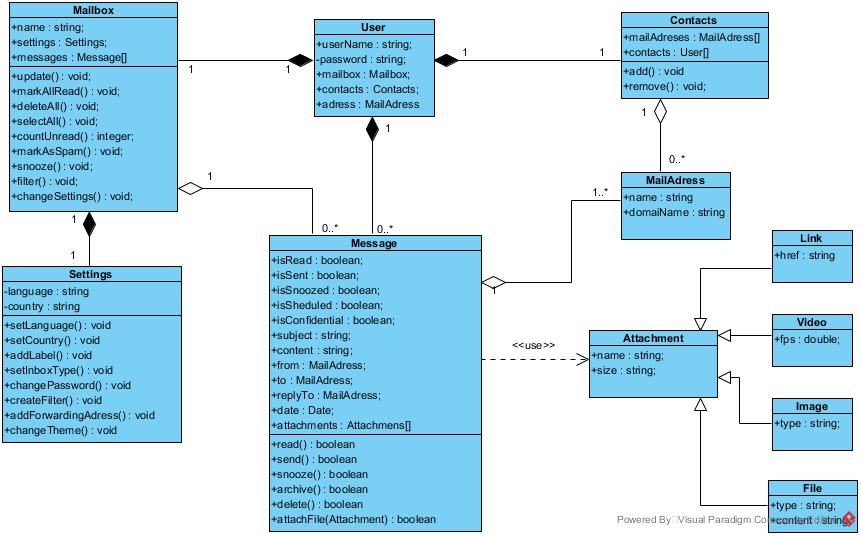 Mailbox
+name : string;
+settings : Settings;
+messages : Message[]
+update() : void;
+markAllRead() : void;
+deleteAll() : void;
+selectAll() : void;
+countUnread() : integer;
+markAsSpam() : void;
+snooze() : void;
+filter() : void;
+changeSettings() : void;
User
+userName : string;
-password : string;
+mailbox : Mailbox;
+contacts : Contacts;
+adress : MailAdress
Contacts
+mailAdreses : MailAdress[]
+contacts : User[]
+add() : void
+remove() : void;
1
1
1
1
1
1
1
1
1
0..*
0..*
0..*
1..*
1
MailAdress
+name : string
+domaiName : string
Settings
-language : string
-country : string
+setLanguage() : void
+setCountry() : void
+addLabel() : void
+setInboxType() : void
+changePassword() : void
+createFilter() : void
+addForwardingAdress() : void
+changeTheme() : void
Message
+isRead : boolean;
+isSent : boolean;
+isSnoozed : boolean;
+isSheduled : boolean;
+isConfidential : boolean;
+subject : string;
+content : string;
+from : MailAdress;
+to : MailAdress;
+replyTo : MailAdress;
+date : Date;
+attachments : Attachmens[]
+read() : boolean
+send() : boolean
+snooze() : boolean
+archive() : boolean
+delete() : boolean
+attachFile(Attachment) : boolean
<<use>>
Attachment
+name : string;
+size : string;
Link
+href : string
Video
+fps : double;
Image
+type : string;
File
+type : string;
+content : string;
Powered By Visual Paradigm Community Edition